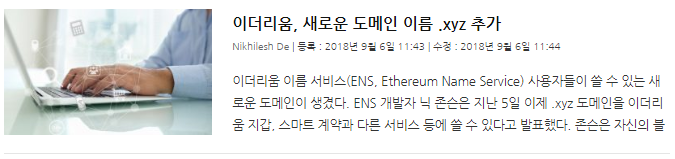 이더리움, 새로운 도메인 이름 .xyz 추가
Nikhilesh De | 등록 : 2018년 9월 6일 11:43 | 수정 : 2018년 9월 6일 11:44
이더리움 이름 서비스(ENS, Ethereum Name Service) 사용자들이 쓸 수 있는 새
로운 도메인이 생겼다. ENS 개발자 닉 존슨은 지난 5일 이제 .xyz 도메인을 이더리
움 지갑, 스마트 계약과 다른 서비스 등에 쓸 수 있다고 발표했다. 존슨은 자신의 블